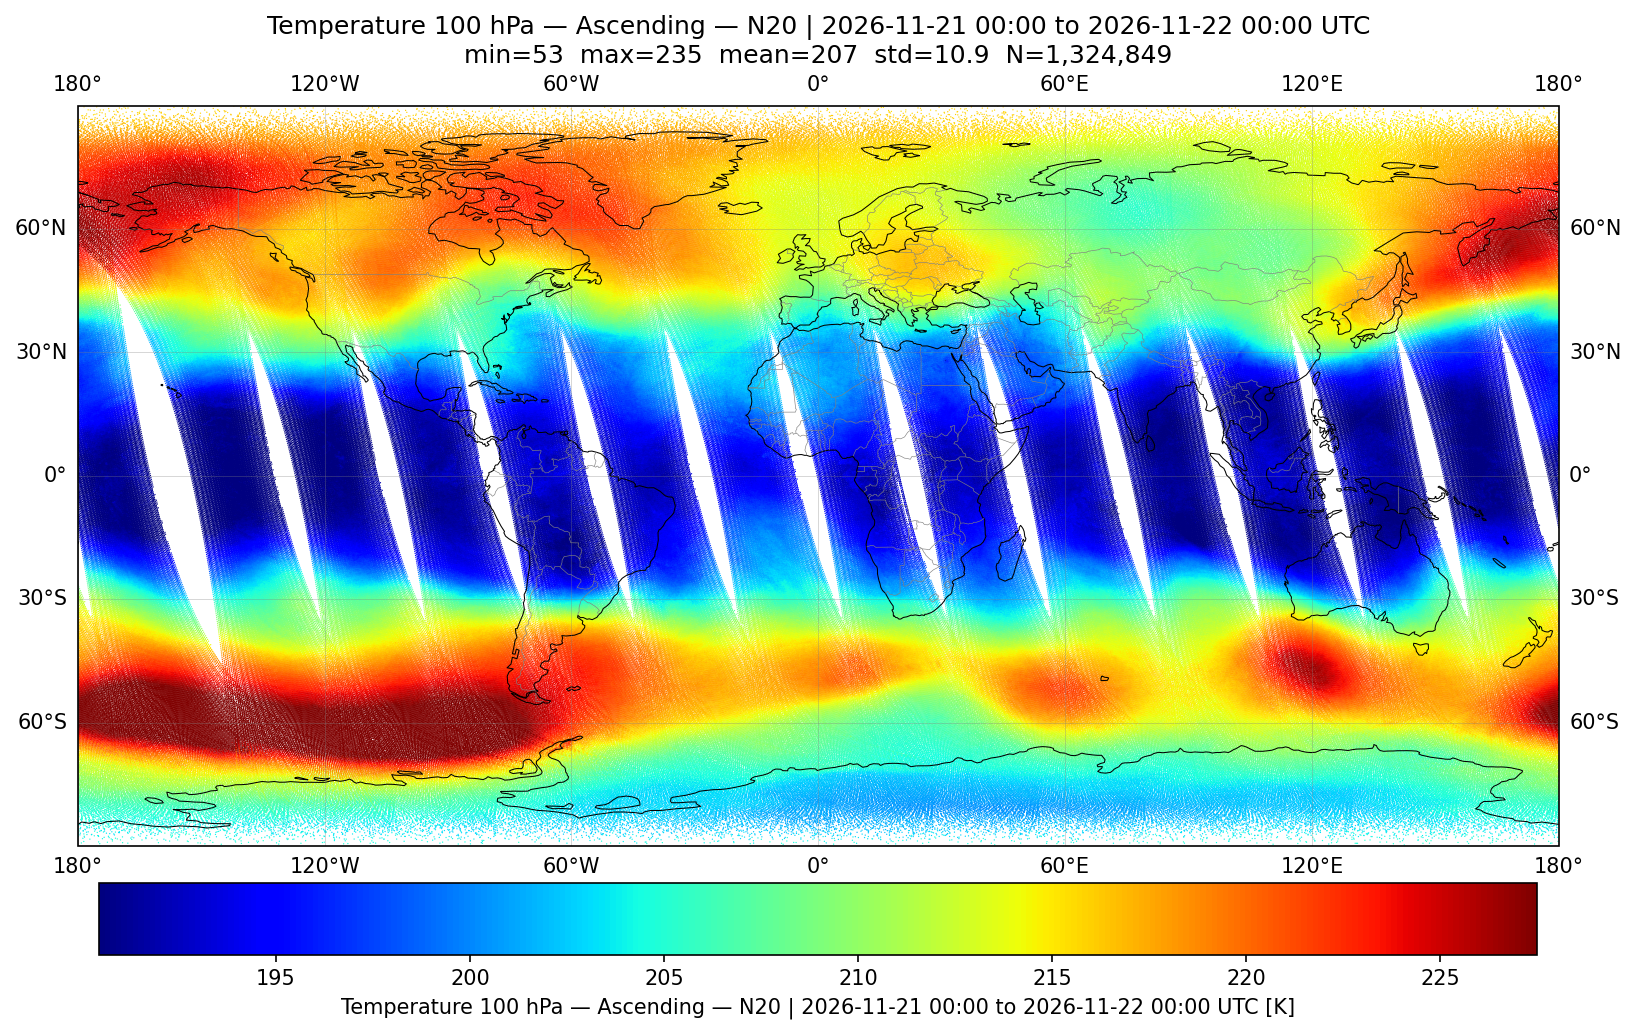 Temperature 100 hPa — Ascending — N20 | 2026-11-21 00:00 to 2026-11-22 00:00 UTC
min=53 max=235 mean=207 std=10.9 N=1,324,849
180° 120°W 60°W 0° 60°E 120°E 180°
60°N 60°N
30°N 30°N
0° 0°
30°S 30°S
60°S 60°S
180° 120°W 60°W 0° 60°E 120°E 180°
195 200 205 210 215 220 225
Temperature 100 hPa — Ascending — N20 | 2026-11-21 00:00 to 2026-11-22 00:00 UTC [K]